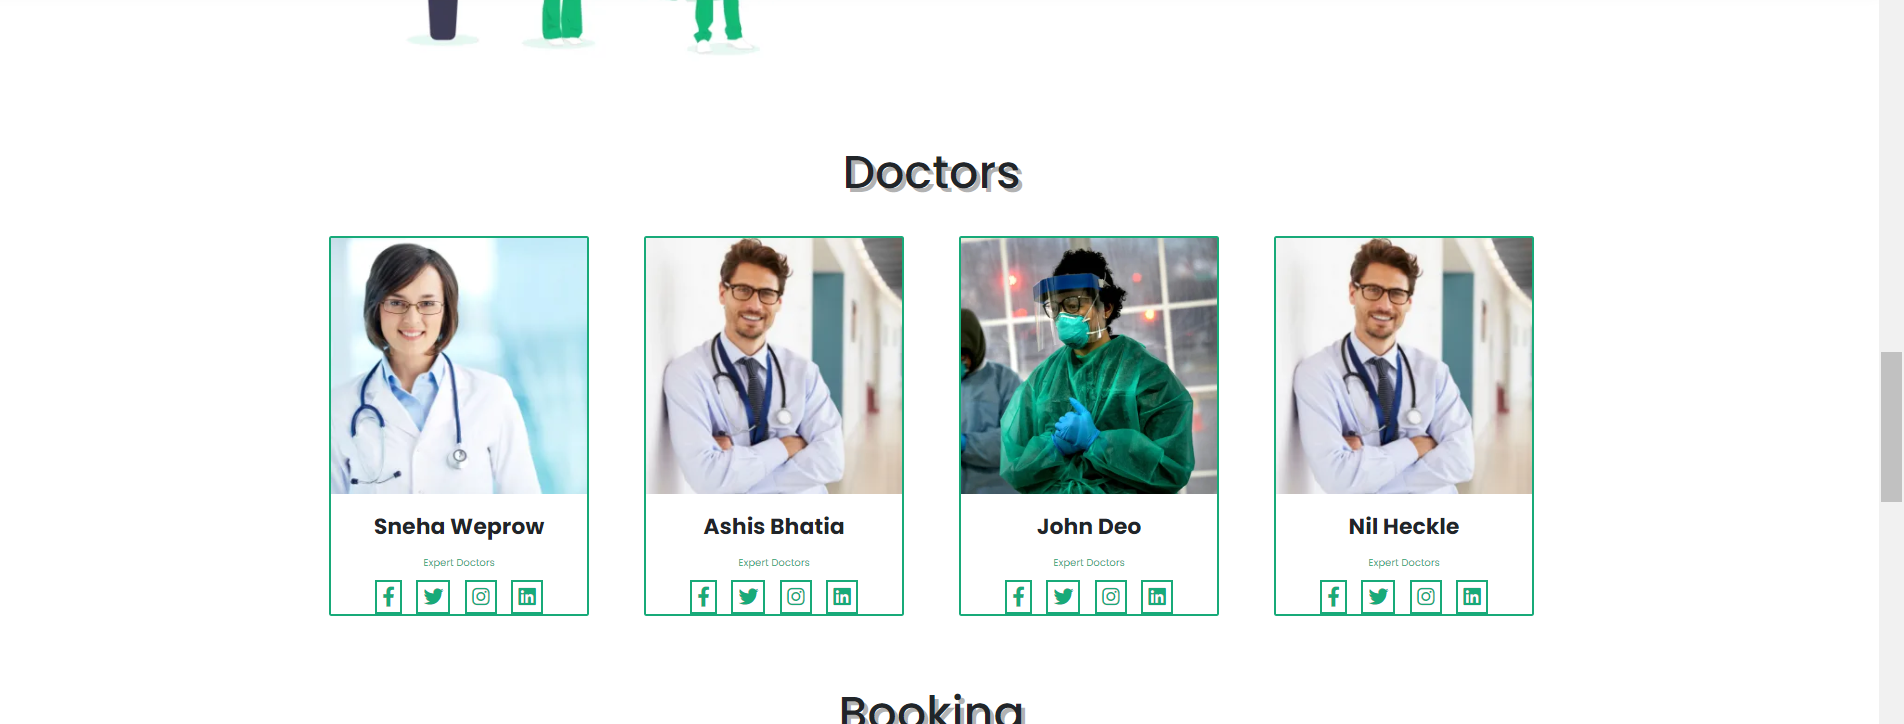 Doctors
Sneha Weprow
Expert Doctors
Ashis Bhatia
Expert Doctors
John Deo
Expert Doctors
Nil Heckle
Expert Doctors
Booking